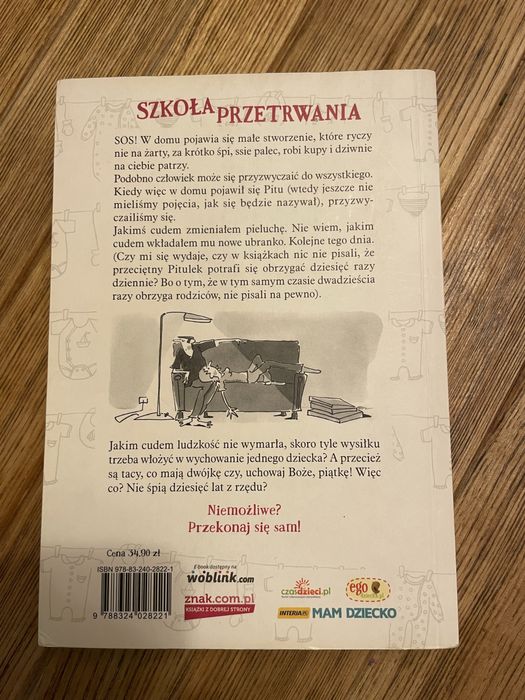 SZKOŁA PRZETRWANIA
SOS! W domu pojawia się małe stworzenie, które ryczy
nie na żarty, za krótko śpi, ssie palec, robi kupy i dziwnie
na ciebie patrzy.
Podobno człowiek może się przyzwyczaić do wszystkiego.
Kiedy więc w domu pojawił się Pitu (wtedy jeszcze nie
mieliśmy pojęcia, jak się będzie nazywał), przyzwy-
czailiśmy się.
Jakimś cudem zmieniałem pieluchę. Nie wiem, jakim
cudem wkładałem mu nowe ubranko. Kolejne tego dnia.
(Czy mi się wydaje, czy w książkach nic nie pisali, że
przeciętny Pitulek potrafi się obrzygać dziesięć razy
dziennie? Bo o tym, że w tym samym czasie dwadzieścia
razy obrzyga rodziców, nie pisali na pewno).
Jakim cudem ludzkość nie wymarła, skoro tyle wysiłku
trzeba włożyć w wychowanie jednego dziecka? A przecież
są tacy, co mają dwójkę czy, uchowaj Boże, piątkę! Więc
co? Nie śpią dziesięć lat z rzędu?
Niemożliwe?
Przekonaj się sam!
Cena 34,90 zł
ISBN 978-83-240-2822-1
9 788324 028221
E-book dostępny na
woblink.com
znak.com.pl
KSIĄŻKI Z DOBREJ STRONY
czasdzieci.pl
ego
INTERIA.PL MAM DZIECKO